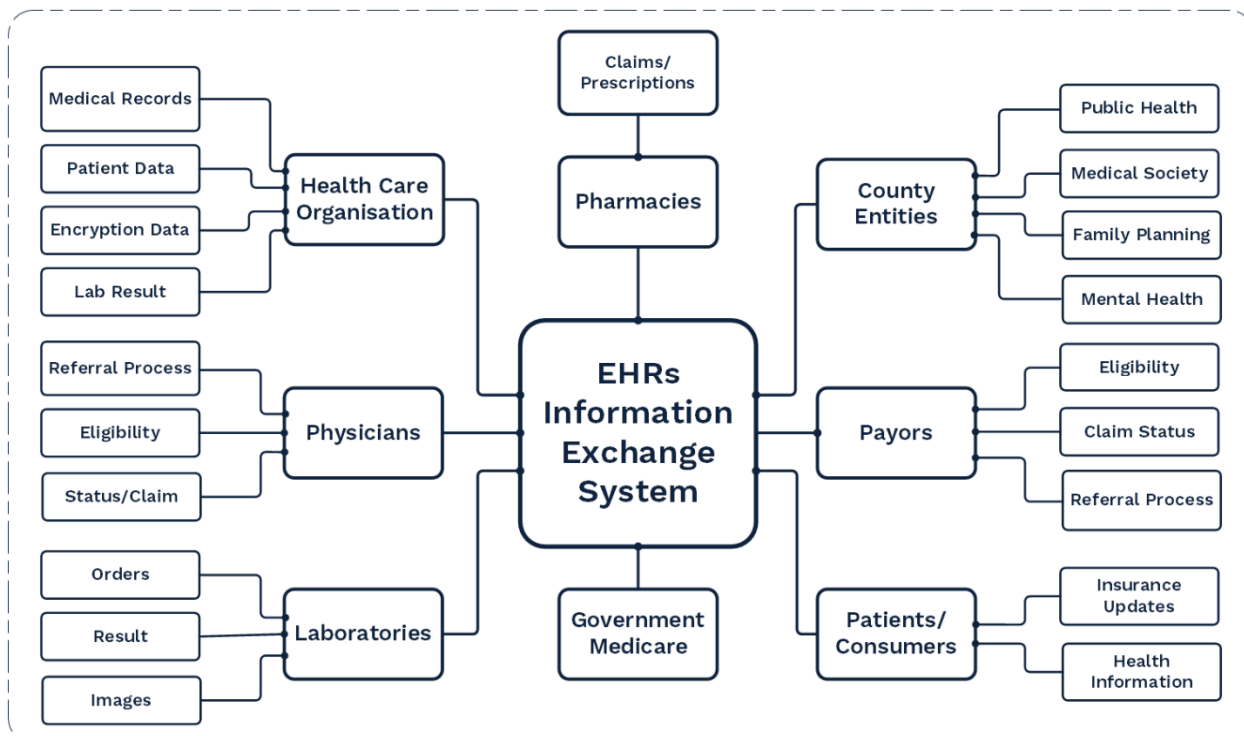 Claims/
Prescriptions
Pharmacies
Medical Records
Patient Data
Encryption Data
Lab Result
Health Care
Organisation
Referral Process
Eligibility
Status/Claim
Physicians
Orders
Result
Images
Laboratories
EHRs
Information
Exchange
System
Government
Medicare
County
Entities
Public Health
Medical Society
Family Planning
Mental Health
Payors
Eligibility
Claim Status
Referral Process
Patients/
Consumers
Insurance
Updates
Health
Information